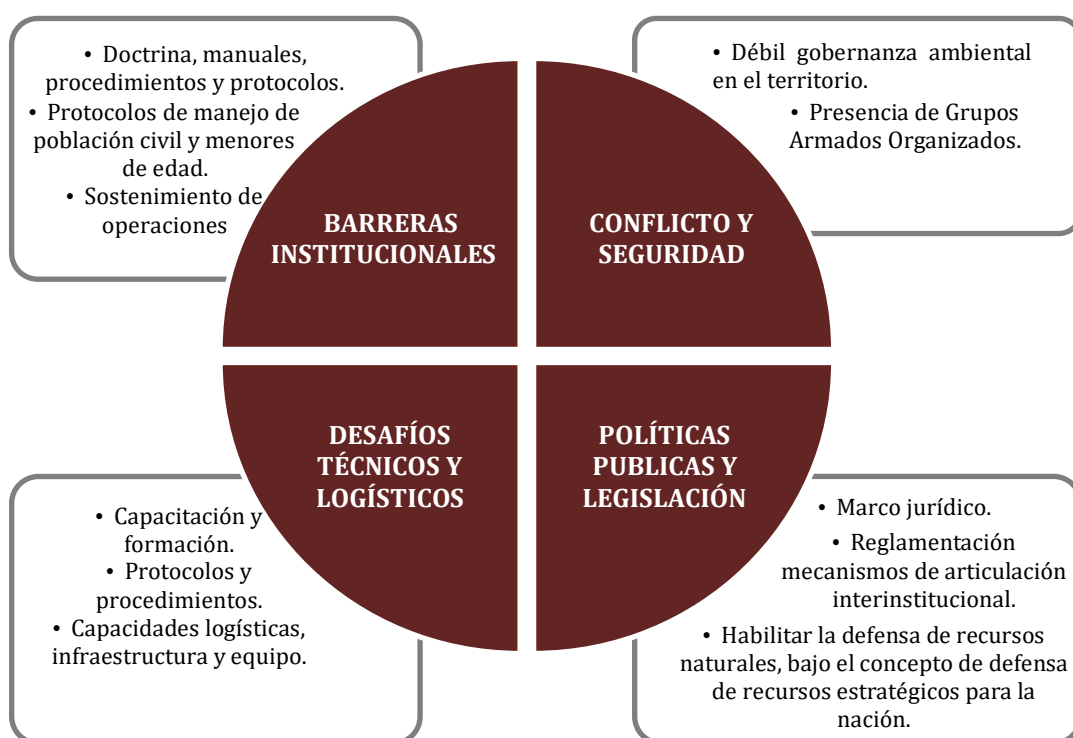 • Doctrina, manuales,
procedimientos y protocolos.
• Protocolos de manejo de
población civil y menores
de edad.
• Sostenimiento de
operaciones
• Débil gobernanza ambiental
en el territorio.
• Presencia de Grupos
Armados Organizados.
BARRERAS
INSTITUCIONALES
CONFLICTO Y
SEGURIDAD
DESAFÍOS
TÉCNICOS Y
LOGÍSTICOS
POLÍTICAS
PUBLICAS Y
LEGISLACIÓN
• Capacitación y
formación.
• Protocolos y
procedimientos.
• Capacidades logísticas,
infraestructura y equipo.
• Marco jurídico.
• Reglamentación
mecanismos de articulación
interinstitucional.
• Habilitar la defensa de recursos
naturales, bajo el concepto de defensa
de recursos estratégicos para la
nación.